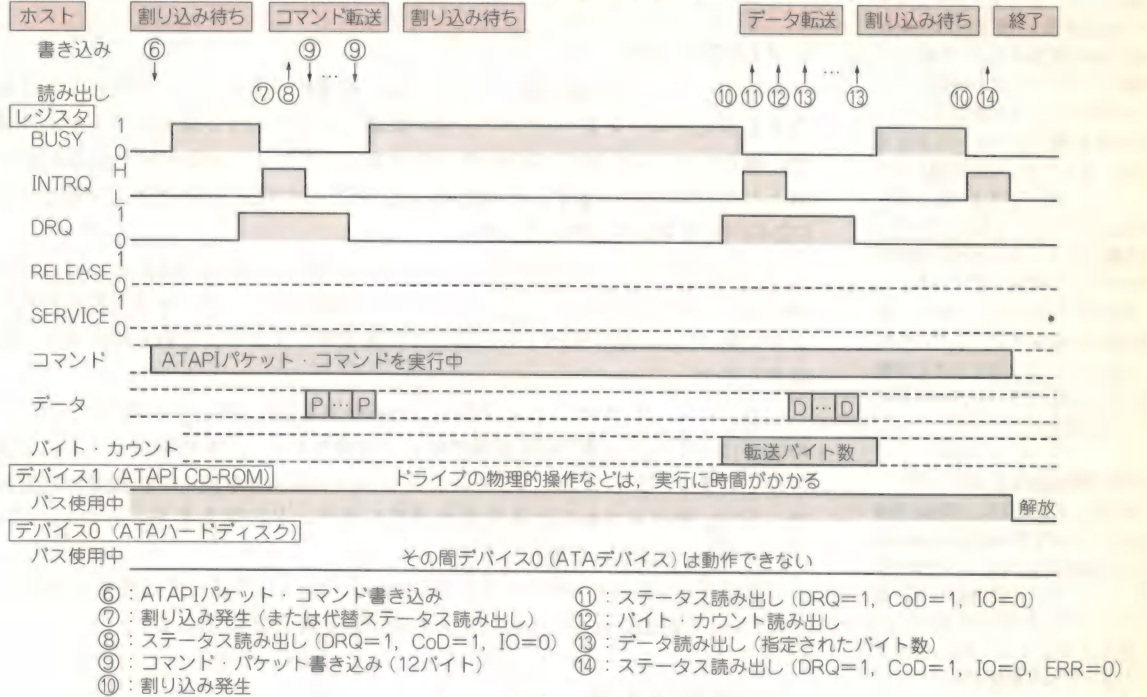 ホスト 割り込み待ち コマンド転送 割り込み待ち データ転送 割り込み待ち 終了
書き込み ⑥ ⑨ ⑨
… …
読み出し ⑦⑧ ⑩⑪⑫⑬ ⑬ ⑩⑭
レジスタ
BUSY 1 0
INTRQ H L
DRQ 1 0
RELEASE 1 0
SERVICE 1 0
コマンド ATAPIパケット・コマンドを実行中
データ P … P D … D
バイト・カウント 転送バイト数
デバイス1 (ATAPI CD-ROM) ドライブの物理的操作などは，実行に時間がかかる
バス使用中 解放
デバイス0 (ATAハードディスク)
バス使用中 その間デバイス0 (ATAデバイス) は動作できない
⑥：ATAPIパケット・コマンド書き込み
⑦：割り込み発生 (または代替ステータス読み出し)
⑧：ステータス読み出し (DRQ=1, CoD=1, IO=0)
⑨：コマンド・パケット書き込み (12バイト)
⑩：割り込み発生
⑪：ステータス読み出し (DRQ=1, CoD=1, IO=0)
⑫：バイト・カウント読み出し
⑬：データ読み出し (指定されたバイト数)
⑭：ステータス読み出し (DRQ=1, CoD=1, IO=0, ERR=0)